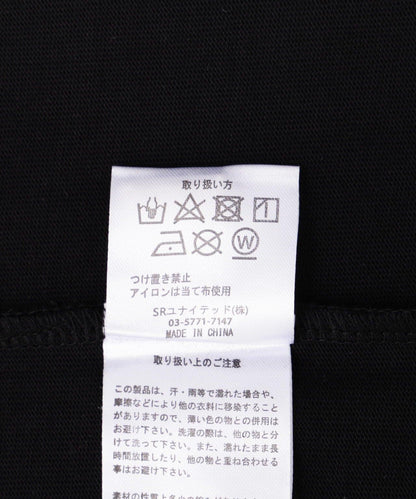 取り扱い方
W
つけ置き禁止
アイロンは当て布使用
SRユナイテッド(株)
03-5771-7147
MADE IN CHINA
取り扱い上のご注意
この製品は、汗・雨等で濡れた場合や、
摩擦などにより他の衣料に移染すること
がありますので、薄い色の物との併用は
お避け下さい。洗濯の際は、他の物と分
けて洗って下さい。また、濡れたまま長
時間放置したり、他の物と重ね合わせる
事はお避け下さい。